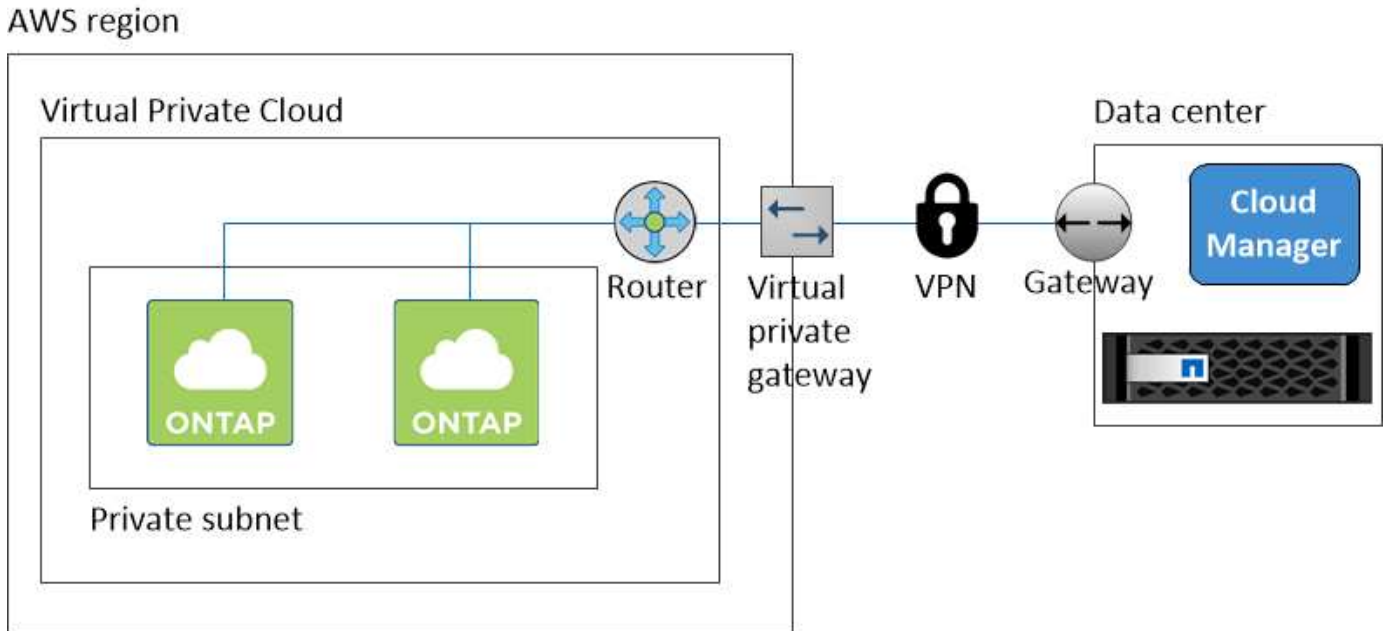 AWS region
Virtual Private Cloud
Data center
Cloud
Manager
Router
Virtual
private
gateway
VPN
Gateway
ONTAP
ONTAP
Private subnet